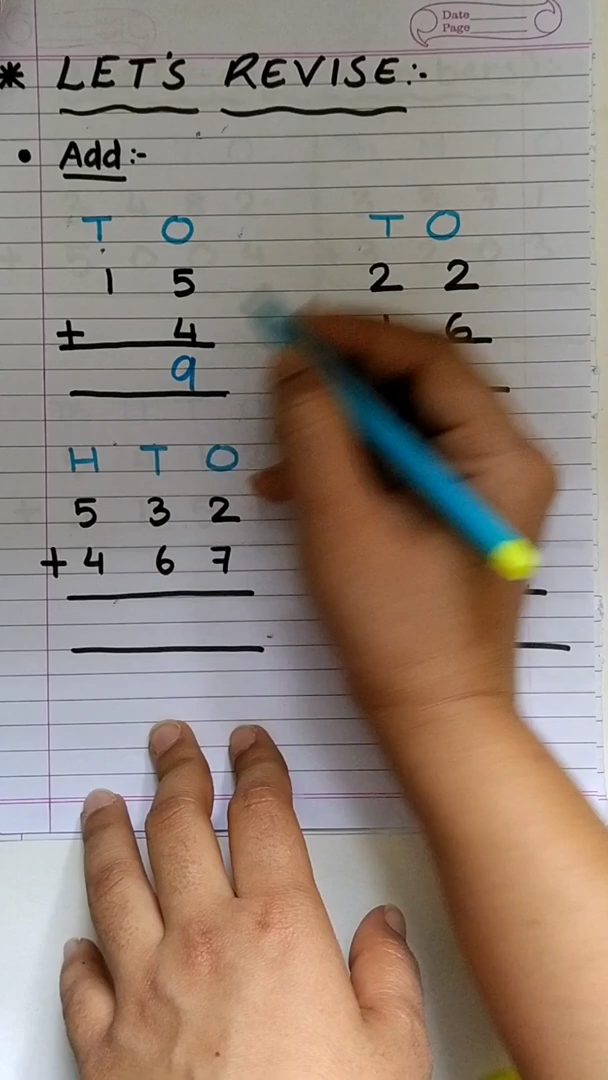 Date
Page
* LET'S REVISE:-
• Add:-
T O T O
1 5 2 2
+ 4 6
9
H T O
5 3 2
+ 4 6 7